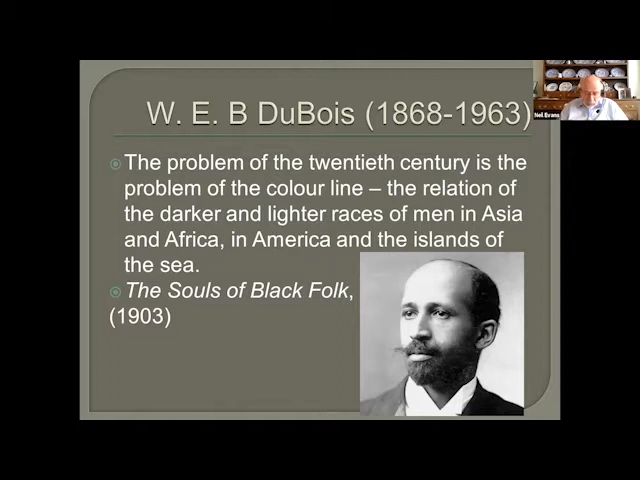 W. E. B DuBois (1868-1963)
The problem of the twentieth century is the
problem of the colour line – the relation of
the darker and lighter races of men in Asia
and Africa, in America and the islands of
the sea.
The Souls of Black Folk,
(1903)
Neil Evans